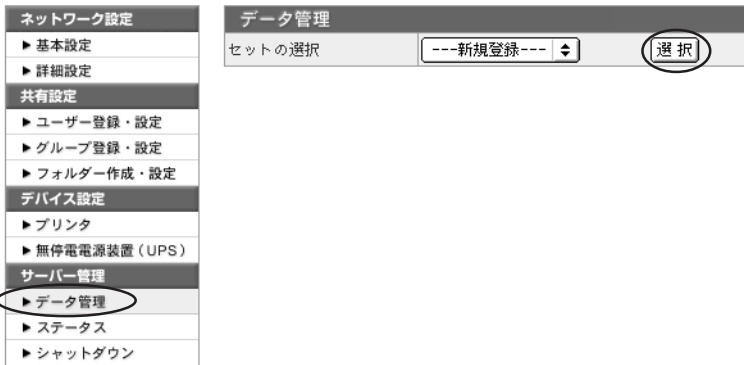 ネットワーク設定
▶基本設定
▶詳細設定
共有設定
▶ユーザー登録・設定
▶グループ登録・設定
▶フォルダー作成・設定
デバイス設定
▶プリンタ
▶無停電電源装置(UPS)
サーバー管理
▶データ管理
▶ステータス
▶シャットダウン
データ管理
セットの選択 ---新規登録--- 選択